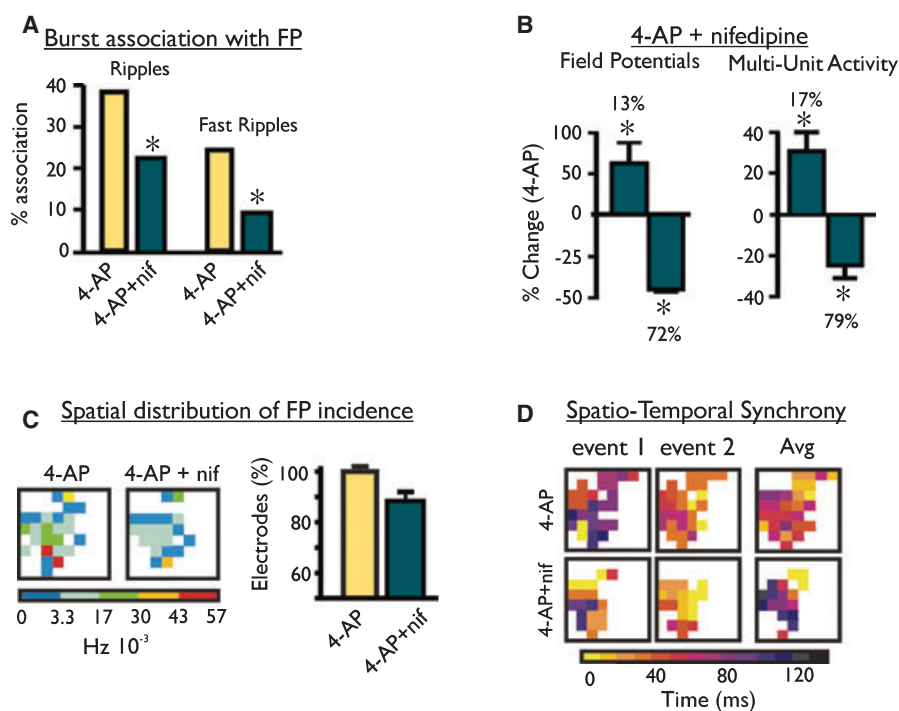 A
Burst association with FP
Ripples
Fast Ripples
% association
40
30
20
10
0
*
*
4-AP
4-AP+nif
4-AP
4-AP+nif
B
4-AP + nifedipine
Field Potentials
Multi-Unit Activity
% Change (4-AP)
13%
*
100
50
0
-25
-50
*
72%
17%
*
40
20
0
-20
-40
*
79%
C
Spatial distribution of FP incidence
4-AP
4-AP + nif
0 3.3 17 30 43 57
Hz 10-3
Electrodes (%)
100
80
60
4-AP
4-AP+nif
D
Spatio-Temporal Synchrony
event 1
event 2
Avg
4-AP
4-AP+nif
0 40 80 120
Time (ms)